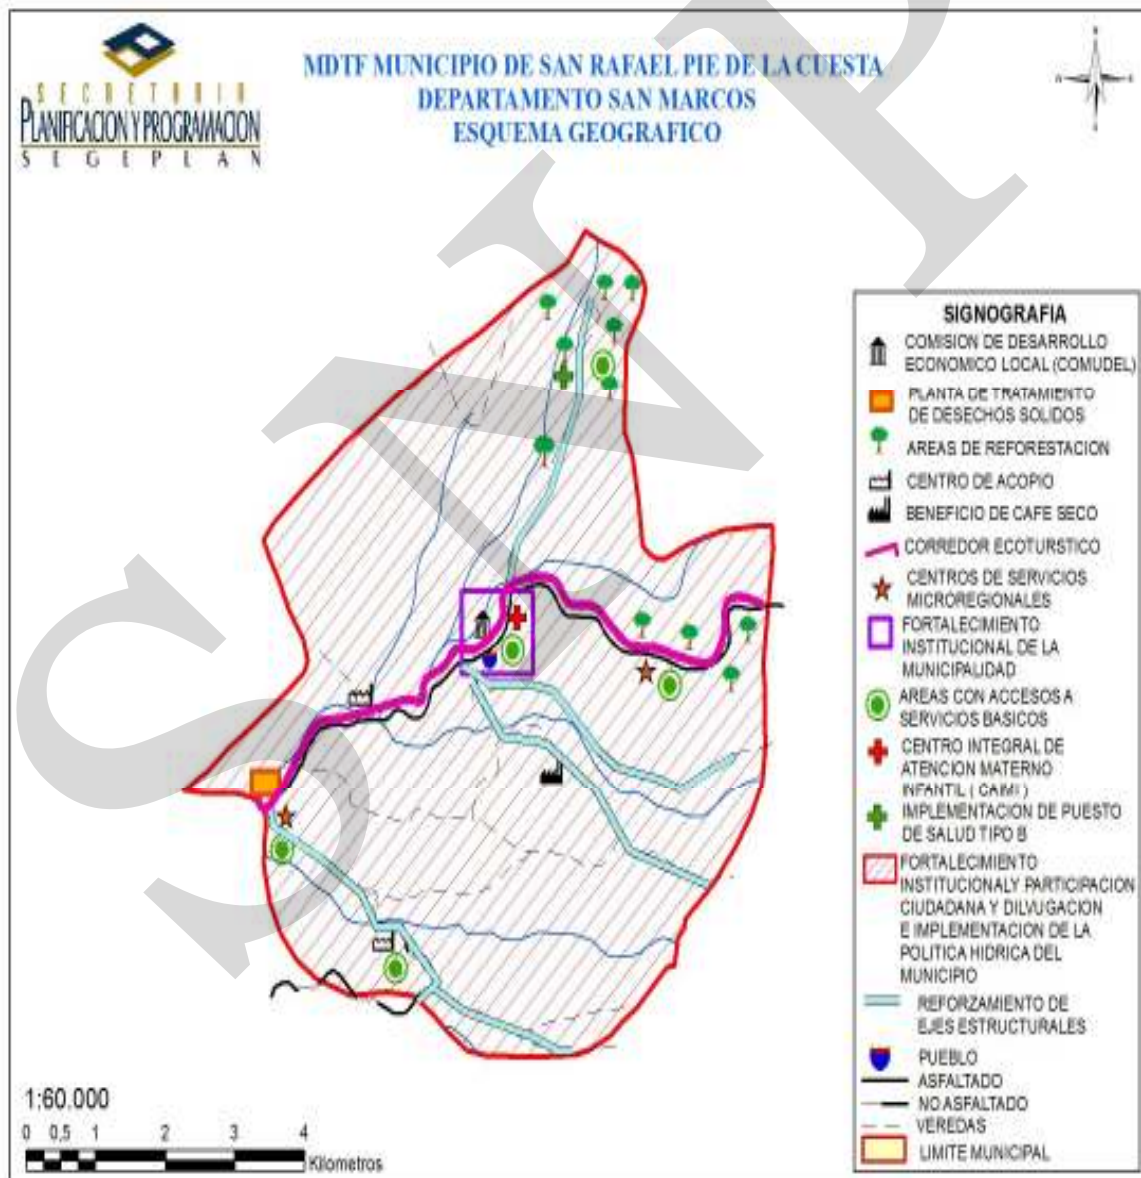 SECRETARIA
PLANIFICACION Y PROGRAMACION
SEGEPLAN
MDTF MUNICIPIO DE SAN RAFAEL PIE DE LA CUESTA
DEPARTAMENTO SAN MARCOS
ESQUEMA GEOGRAFICO
SIGNOGRAFIA
COMISION DE DESARROLLO
ECONOMICO LOCAL (COMUDEL)
PLANTA DE TRATAMIENTO
DE DESECHOS SOLIDOS
AREAS DE REFORESTACION
CENTRO DE ACOPIO
BENEFICIO DE CAFE SECO
CORREDOR ECOTURSTICO
CENTROS DE SERVICIOS
MICROREGIONALES
FORTALECIMIENTO
INSTITUCIONAL DE LA
MUNICIPALIDAD
AREAS CON ACCESOS A
SERVICIOS BASICOS
CENTRO INTEGRAL DE
ATENCION MATERNO
INFANTIL ( CAIMI )
IMPLEMENTACION DE PUESTO
DE SALUD TIPO B
FORTALECIMIENTO
INSTITUCIONALY PARTICIPACION
CIUDADANA Y DILVUGACION
E IMPLEMENTACION DE LA
POLITICA HIDRICA DEL
MUNICIPIO
REFORZAMIENTO DE
EJES ESTRUCTURALES
PUEBLO
ASFALTADO
NO ASFALTADO
VEREDAS
LIMITE MUNICIPAL
1:60.000
0 0,5 1 2 3 4
Kilometros
SNIP